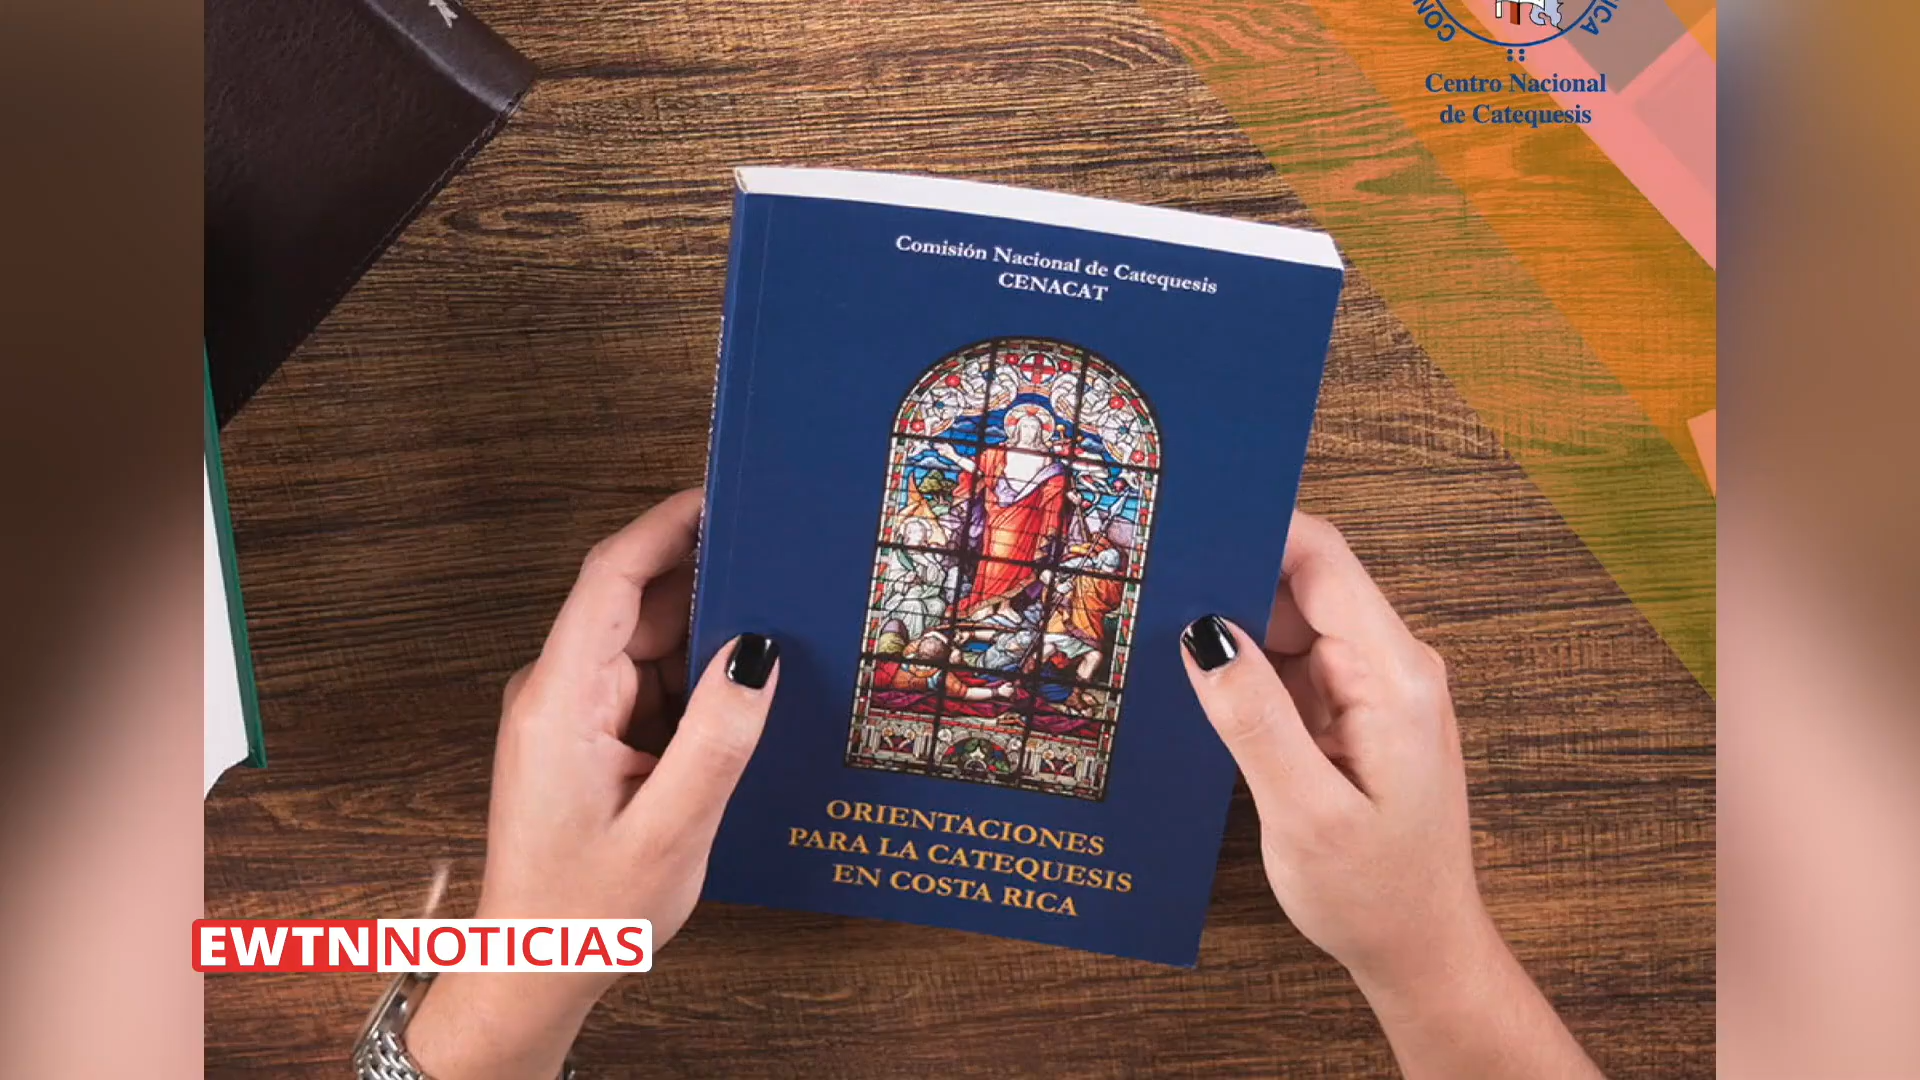 Centro Nacional
de Catequesis
Comisión Nacional de Catequesis
CENACAT
ORIENTACIONES
PARA LA CATEQUESIS
EN COSTA RICA
EWTN NOTICIAS